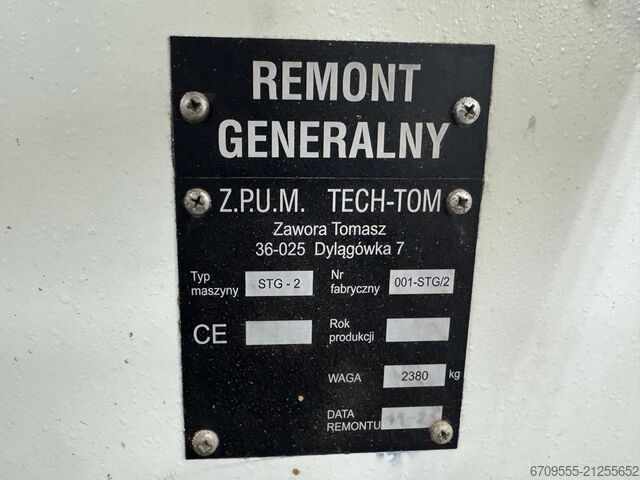 REMONT
GENERALNY
Z.P.U.M. TECH-TOM
Zawora Tomasz
36-025 Dylągówka 7
Typ maszyny STG - 2 Nr fabryczny 001-STG/2
CE Rok produkcji
WAGA 2380 kg
DATA REMONTU
6709555-21255652